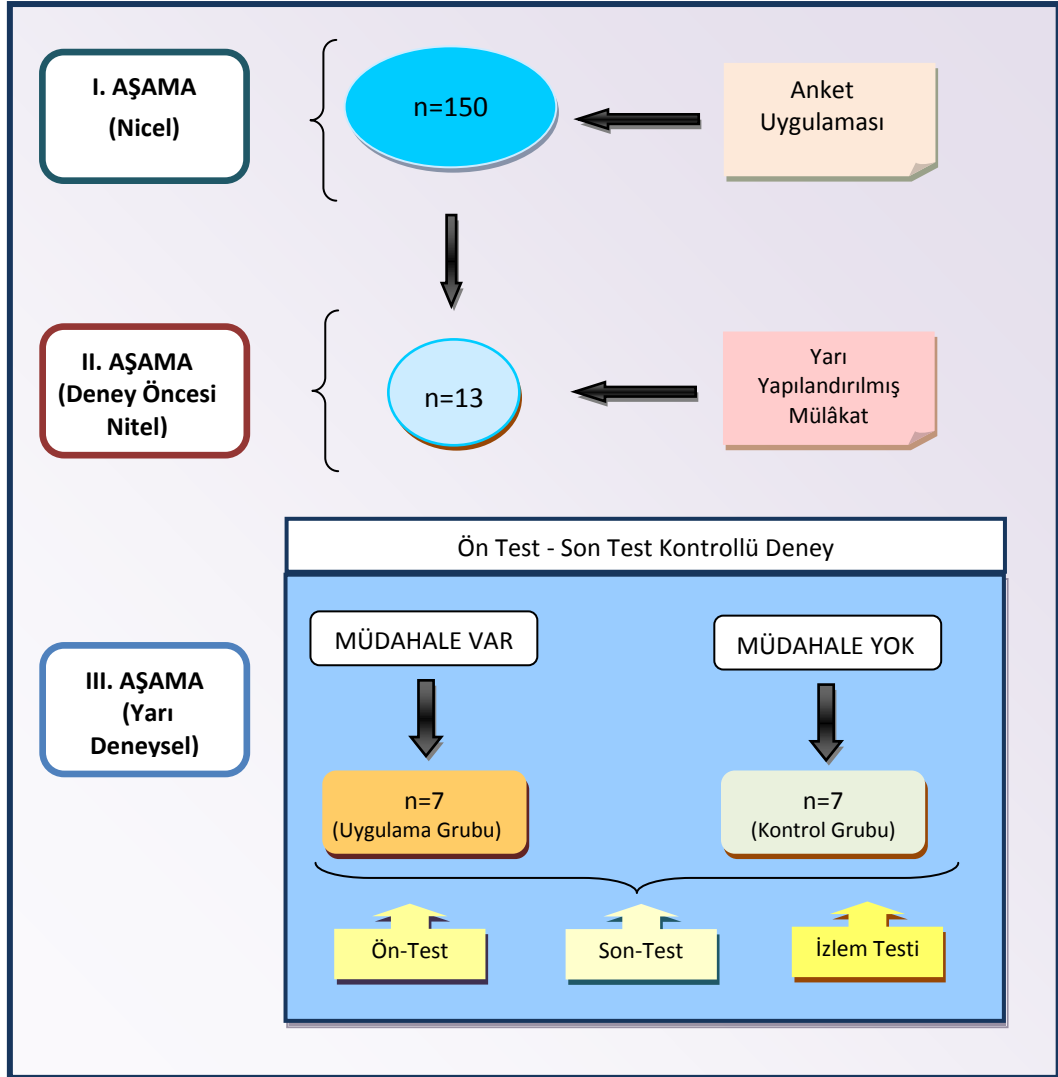 I. AŞAMA
(Nicel)
n=150
Anket
Uygulaması
II. AŞAMA
(Deney Öncesi
Nitel)
n=13
Yarı
Yapılandırılmış
Mülâkat
Ön Test - Son Test Kontrollü Deney
III. AŞAMA
(Yarı
Deneysel)
MÜDAHALE VAR
MÜDAHALE YOK
n=7
(Uygulama Grubu)
n=7
(Kontrol Grubu)
Ön-Test
Son-Test
İzlem Testi